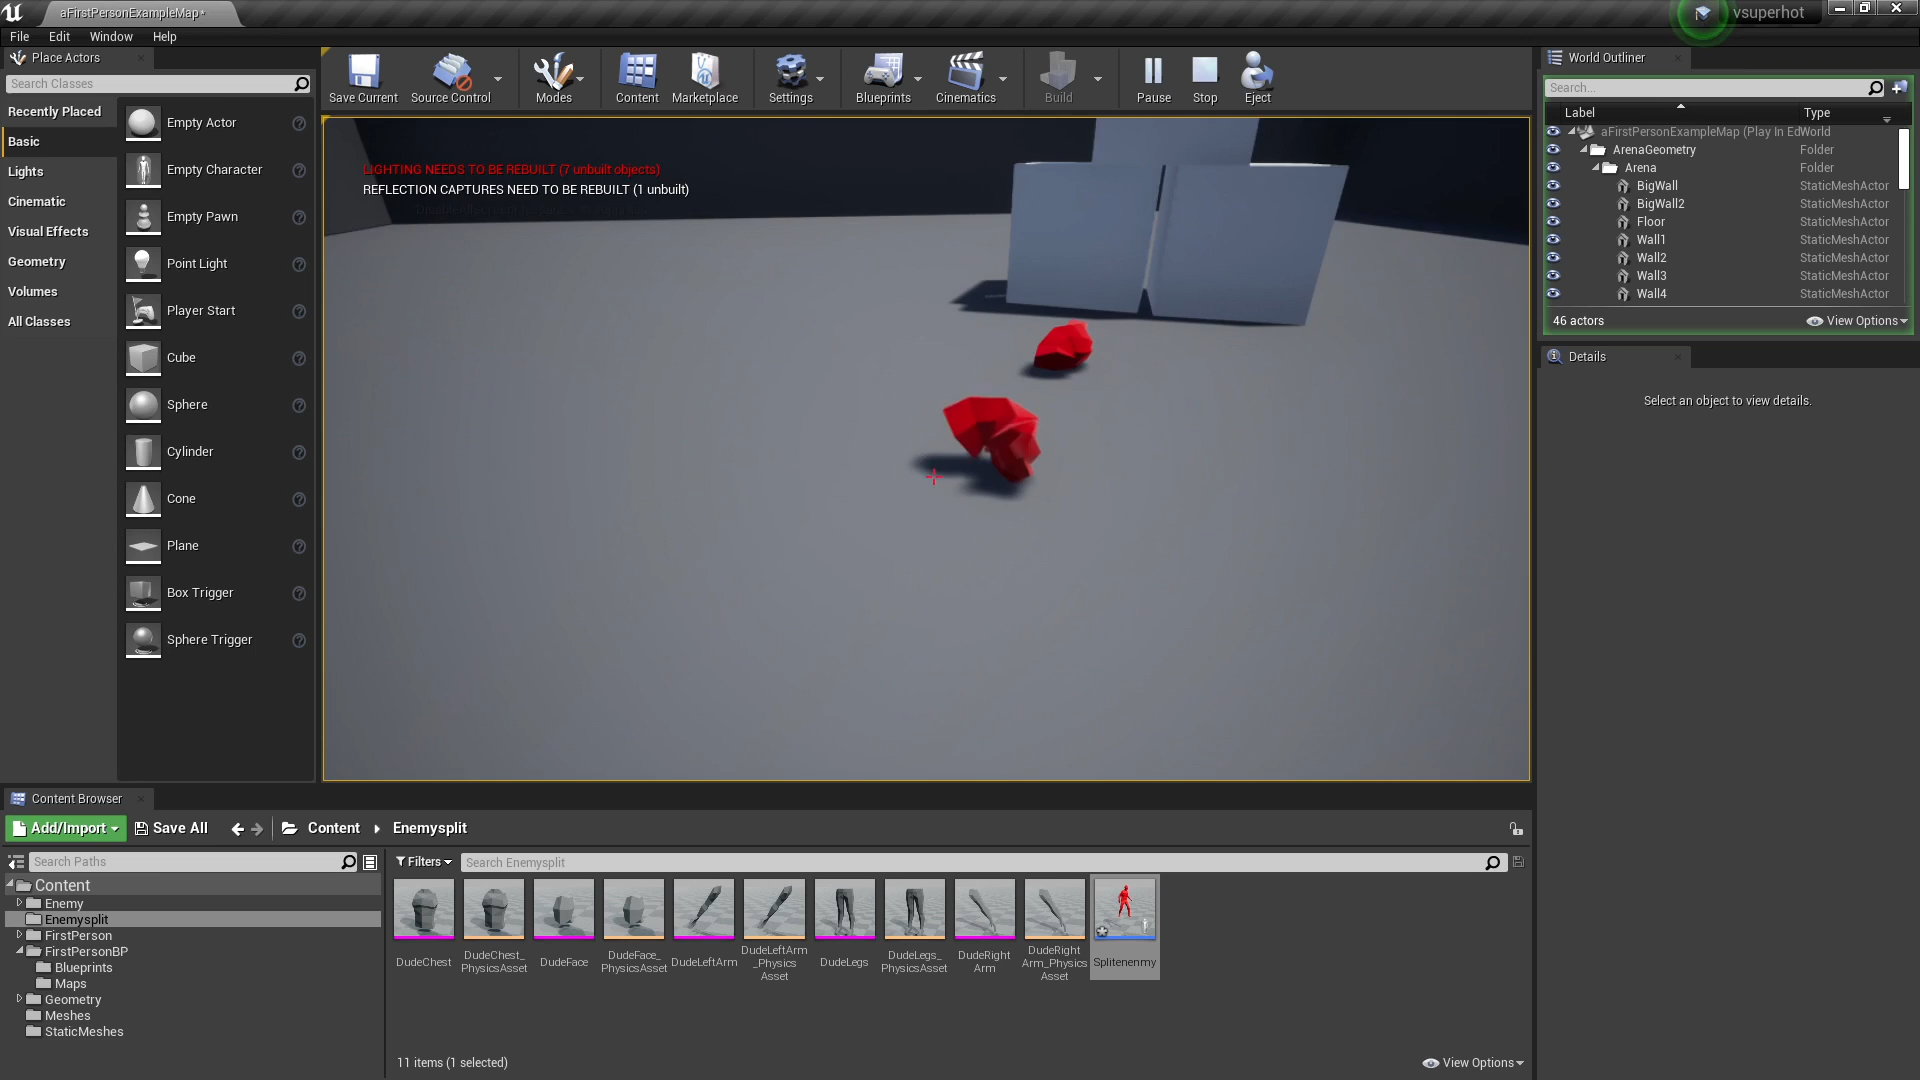 aFirstPersonExampleMap*
vsuperhot
File Edit Window Help
Place Actors
Search Classes
Recently Placed
Basic
Lights
Cinematic
Visual Effects
Geometry
Volumes
All Classes
Empty Actor
Empty Character
Empty Pawn
Point Light
Player Start
Cube
Sphere
Cylinder
Cone
Plane
Box Trigger
Sphere Trigger
Save Current
Source Control
Modes
Content
Marketplace
Settings
Blueprints
Cinematics
Build
Pause
Stop
Eject
LIGHTING NEEDS TO BE REBUILT (7 unbuilt objects)
REFLECTION CAPTURES NEED TO BE REBUILT (1 unbuilt)
World Outliner
Search...
Label Type
aFirstPersonExampleMap (Play In Ed World
ArenaGeometry Folder
Arena Folder
BigWall StaticMeshActor
BigWall2 StaticMeshActor
Floor StaticMeshActor
Wall1 StaticMeshActor
Wall2 StaticMeshActor
Wall3 StaticMeshActor
Wall4 StaticMeshActor
46 actors View Options
Details
Select an object to view details.
Content Browser
Add/Import Save All Content Enemysplit
Search Paths
Content
Enemy
Enemysplit
FirstPerson
FirstPersonBP
Blueprints
Maps
Geometry
Meshes
StaticMeshes
Filters Search Enemysplit
DudeChest
DudeChest_
PhysicsAsset
DudeFace
DudeFace_
PhysicsAsset
DudeLeftArm
DudeLeftArm
_Physics
Asset
DudeLegs
DudeLegs_
PhysicsAsset
DudeRight
Arm
DudeRight
Arm_Physics
Asset
Splitenenmy
11 items (1 selected)
View Options